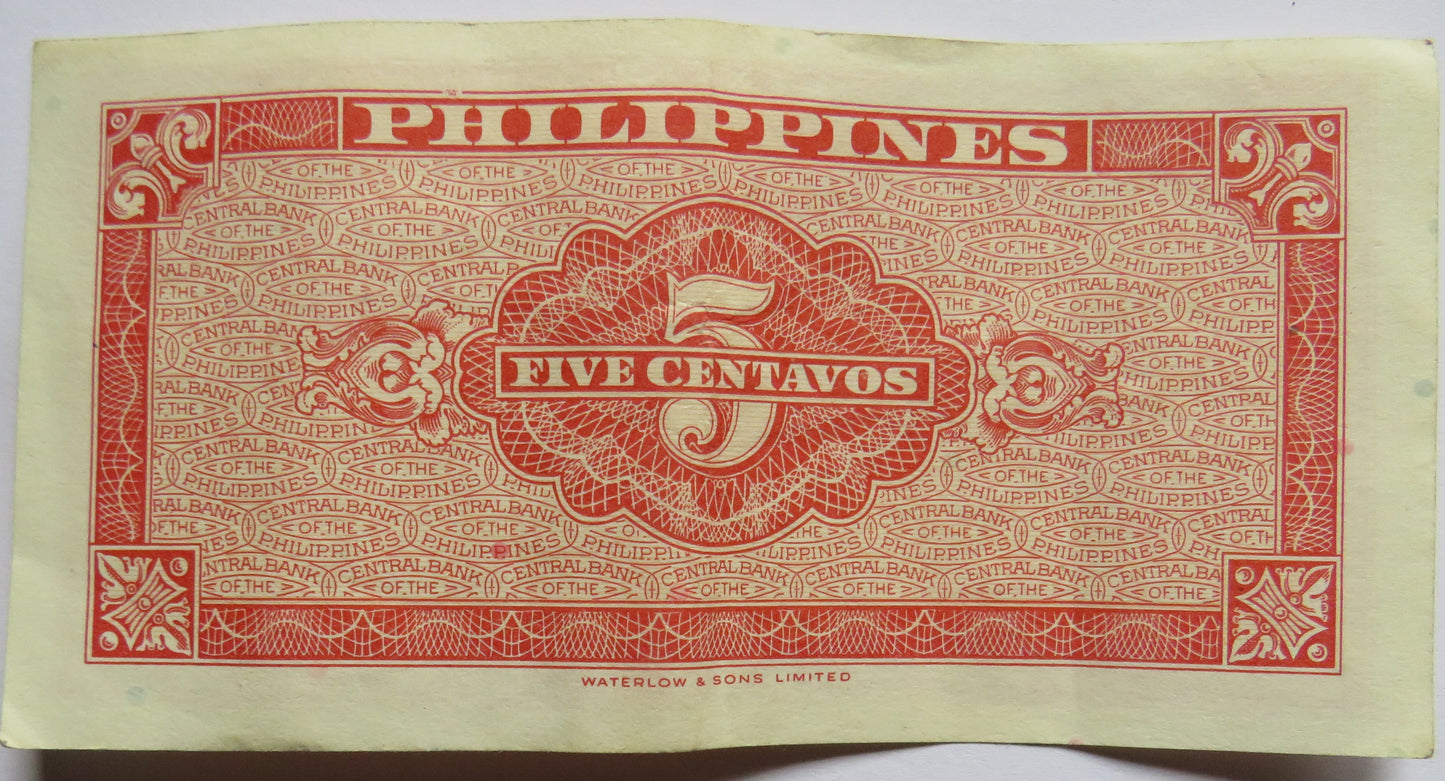 PHILIPPINES
CENTRAL BANK
OF THE
PHILIPPINES
5
FIVE CENTAVOS
WATERLOW & SONS LIMITED